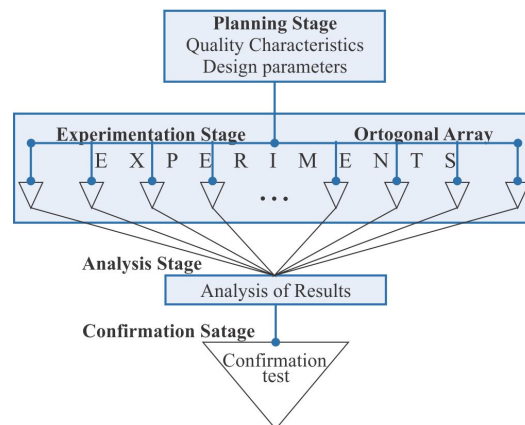 Planning Stage
Quality Characteristics
Design parameters
Experimentation Stage Ortogonal Array
E X P E R I M E N T S
...
Analysis Stage
Analysis of Results
Confirmation Satage
Confirmation
test